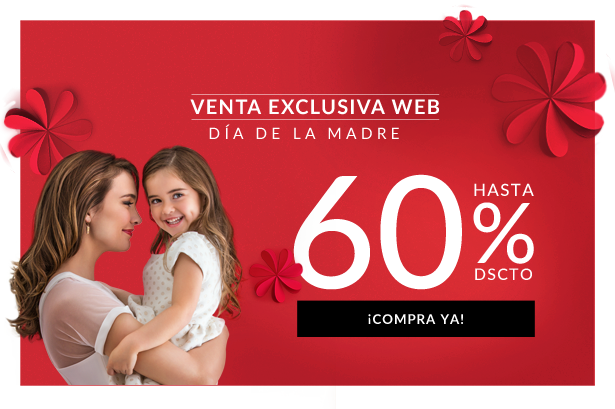 VENTA EXCLUSIVA WEB
DÍA DE LA MADRE
HASTA
60%
DSCTO
¡COMPRA YA!